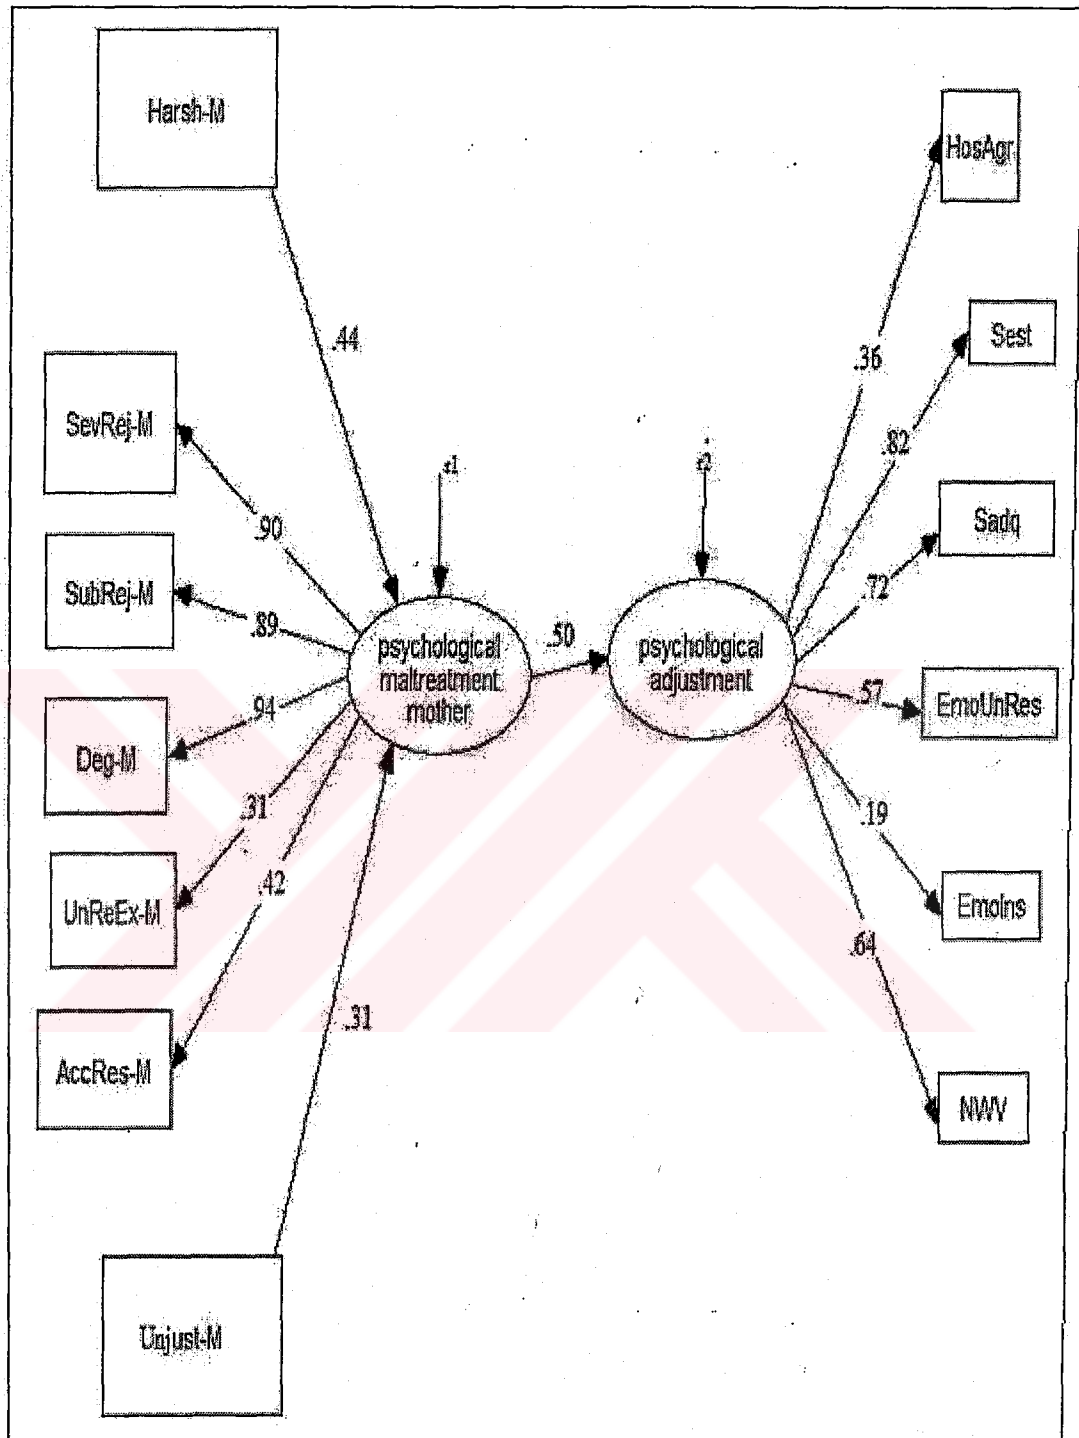 Harsh-M
HosAgr
Sest
.44
.36
SevRej-M
.82
Sadq
.90
SubRej-M
.72
.89
psychological
maltreatment
mother
.50
psychological
adjustment
.57
EmoUnRes
Deg-M
.94
.31
.19
.42
UnReEx-M
EmoIns
.64
.31
AccRes-M
NWV
Unjust-M